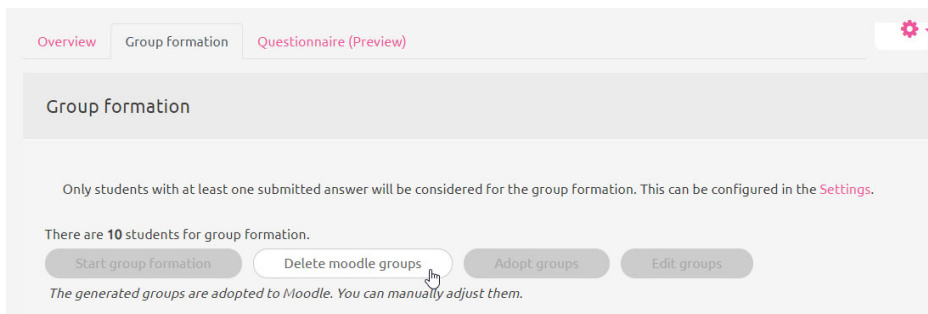 Overview Group formation Questionnaire (Preview)
Group formation
Only students with at least one submitted answer will be considered for the group formation. This can be configured in the Settings.
There are 10 students for group formation.
Start group formation Delete moodle groups Adopt groups Edit groups
The generated groups are adopted to Moodle. You can manually adjust them.